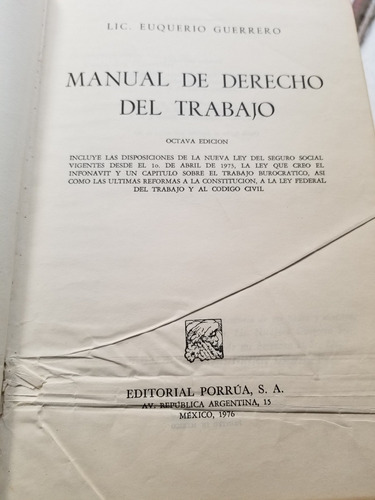 LIC. EUQUERIO GUERRERO
MANUAL DE DERECHO
DEL TRABAJO
OCTAVA EDICION
INCLUYE LAS DISPOSICIONES DE LA NUEVA LEY DEL SEGURO SOCIAL
VIGENTES DESDE EL 1o. DE ABRIL DE 1973, LA LEY QUE CREO EL
INFONAVIT Y UN CAPITULO SOBRE EL TRABAJO BUROCRATICO, ASI
COMO LAS ULTIMAS REFORMAS A LA CONSTITUCION, A LA LEY FEDERAL
DEL TRABAJO Y AL CODIGO CIVIL
EDITORIAL PORRÚA, S. A.
AV. REPÚBLICA ARGENTINA, 15
MÉXICO, 1976